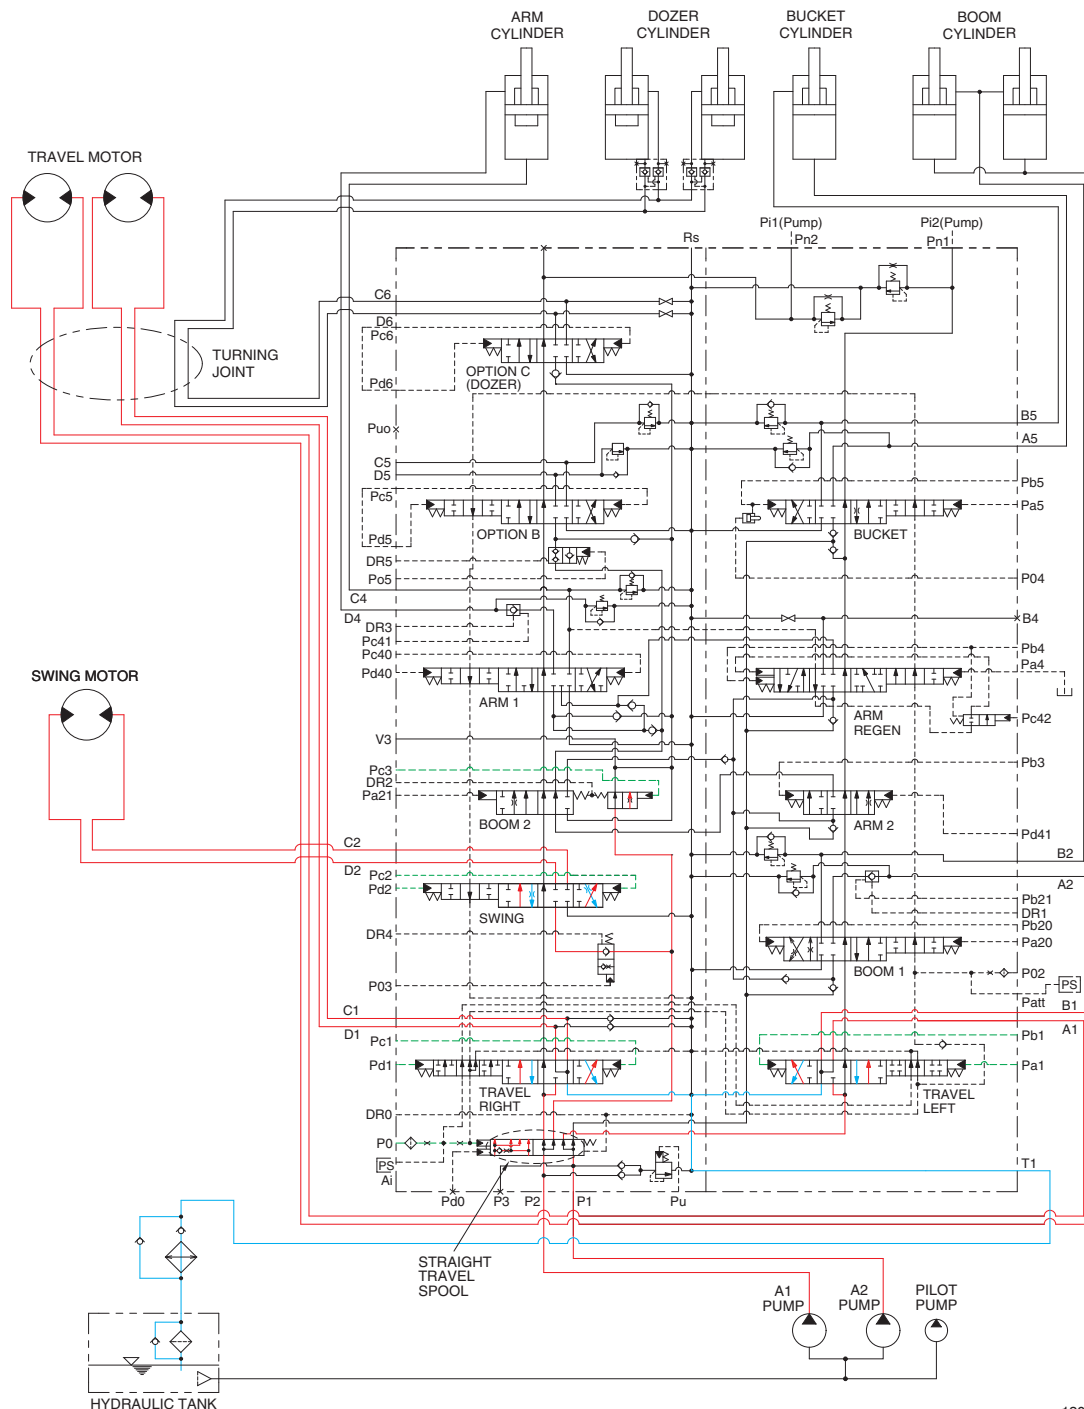 ARM
CYLINDER
DOZER
CYLINDER
BUCKET
CYLINDER
BOOM
CYLINDER
TRAVEL MOTOR
TURNING
JOINT
SWING MOTOR
Pi1(Pump)
Pn2
Pi2(Pump)
Pn1
Rs
C6
D6
Pc6
Pd6
OPTION C
(DOZER)
Puo
C5
D5
Pc5
Pd5
OPTION B
DR5
Po5
C4
D4
DR3
Pc41
Pc40
Pd40
ARM 1
V3
Pc3
DR2
Pa21
BOOM 2
C2
D2
Pc2
Pd2
SWING
DR4
P03
C1
D1
Pc1
Pd1
TRAVEL
RIGHT
DR0
P0
PS
Ai
Pd0
P3
P2
P1
Pu
B5
A5
Pb5
Pa5
BUCKET
P04
B4
Pb4
Pa4
ARM
REGEN
Pc42
Pb3
ARM 2
Pd41
B2
A2
Pb21
DR1
Pb20
Pa20
BOOM 1
P02
PS
Patt
B1
A1
Pb1
Pa1
TRAVEL
LEFT
T1
STRAIGHT
TRAVEL
SPOOL
A1
PUMP
A2
PUMP
PILOT
PUMP
HYDRAULIC TANK